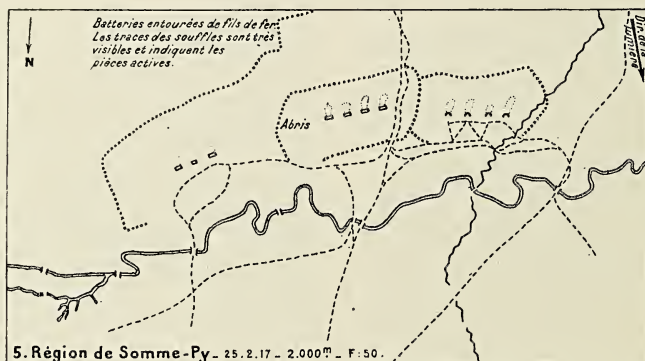 Batteries entourées de fils de fer.
Les traces des souffles sont très
visibles et indiquent les
pièces actives.
N
Dir. de la
lumière
Abris
5. Région de Somme-Py _ 25.2.17 _ 2.000m _ F:50.